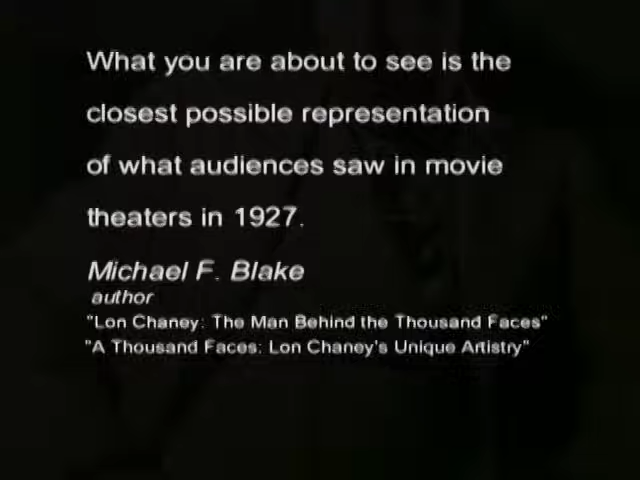 What you are about to see is the
closest possible representation
of what audiences saw in movie
theaters in 1927.
Michael F. Blake
author
"Lon Chaney: The Man Behind the Thousand Faces"
"A Thousand Faces: Lon Chaney's Unique Artistry"